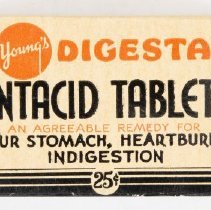 Young's DIGESTA
NTACID TABLET
AN AGREEABLE REMEDY FOR
UR STOMACH, HEARTBUR
INDIGESTION
25¢